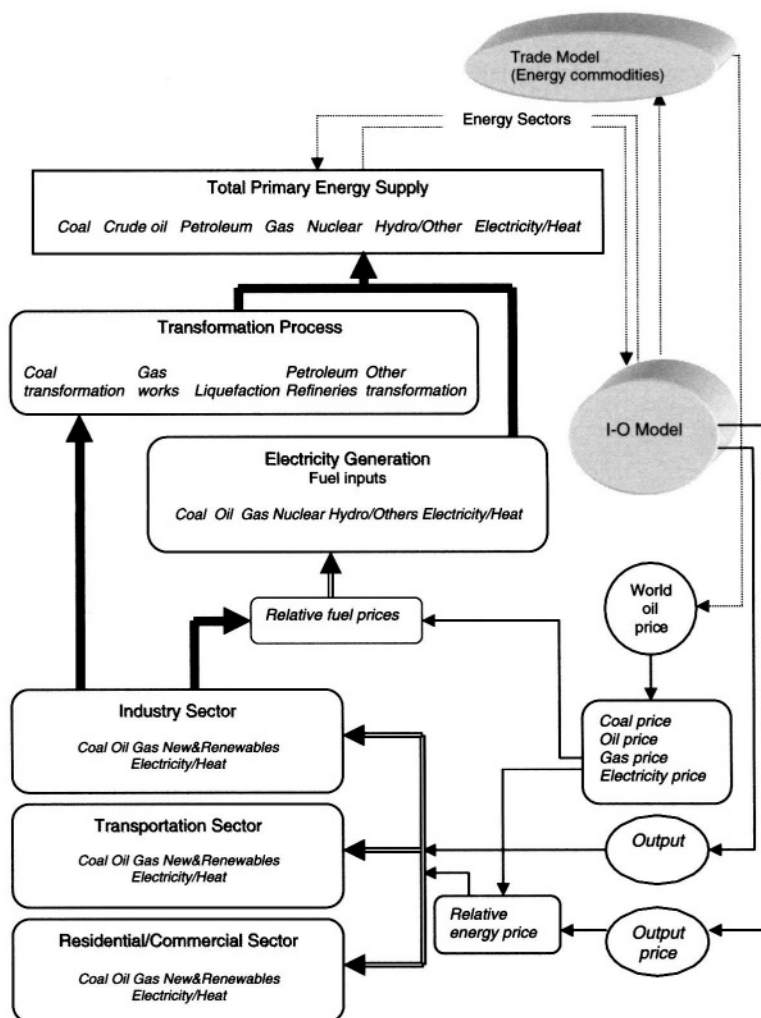 Trade Model
(Energy commodities)
Energy Sectors
Total Primary Energy Supply
Coal Crude oil Petroleum Gas Nuclear Hydro/Other Electricity/Heat
Transformation Process
Coal transformation
Gas works
Liquefaction
Petroleum Refineries
Other transformation
I-O Model
Electricity Generation
Fuel inputs
Coal Oil Gas Nuclear Hydro/Others Electricity/Heat
World
oil
price
Relative fuel prices
Industry Sector
Coal Oil Gas New&Renewables
Electricity/Heat
Coal price
Oil price
Gas price
Electricity price
Transportation Sector
Coal Oil Gas New&Renewables
Electricity/Heat
Output
Relative
energy price
Output
price
Residential/Commercial Sector
Coal Oil Gas New&Renewables
Electricity/Heat